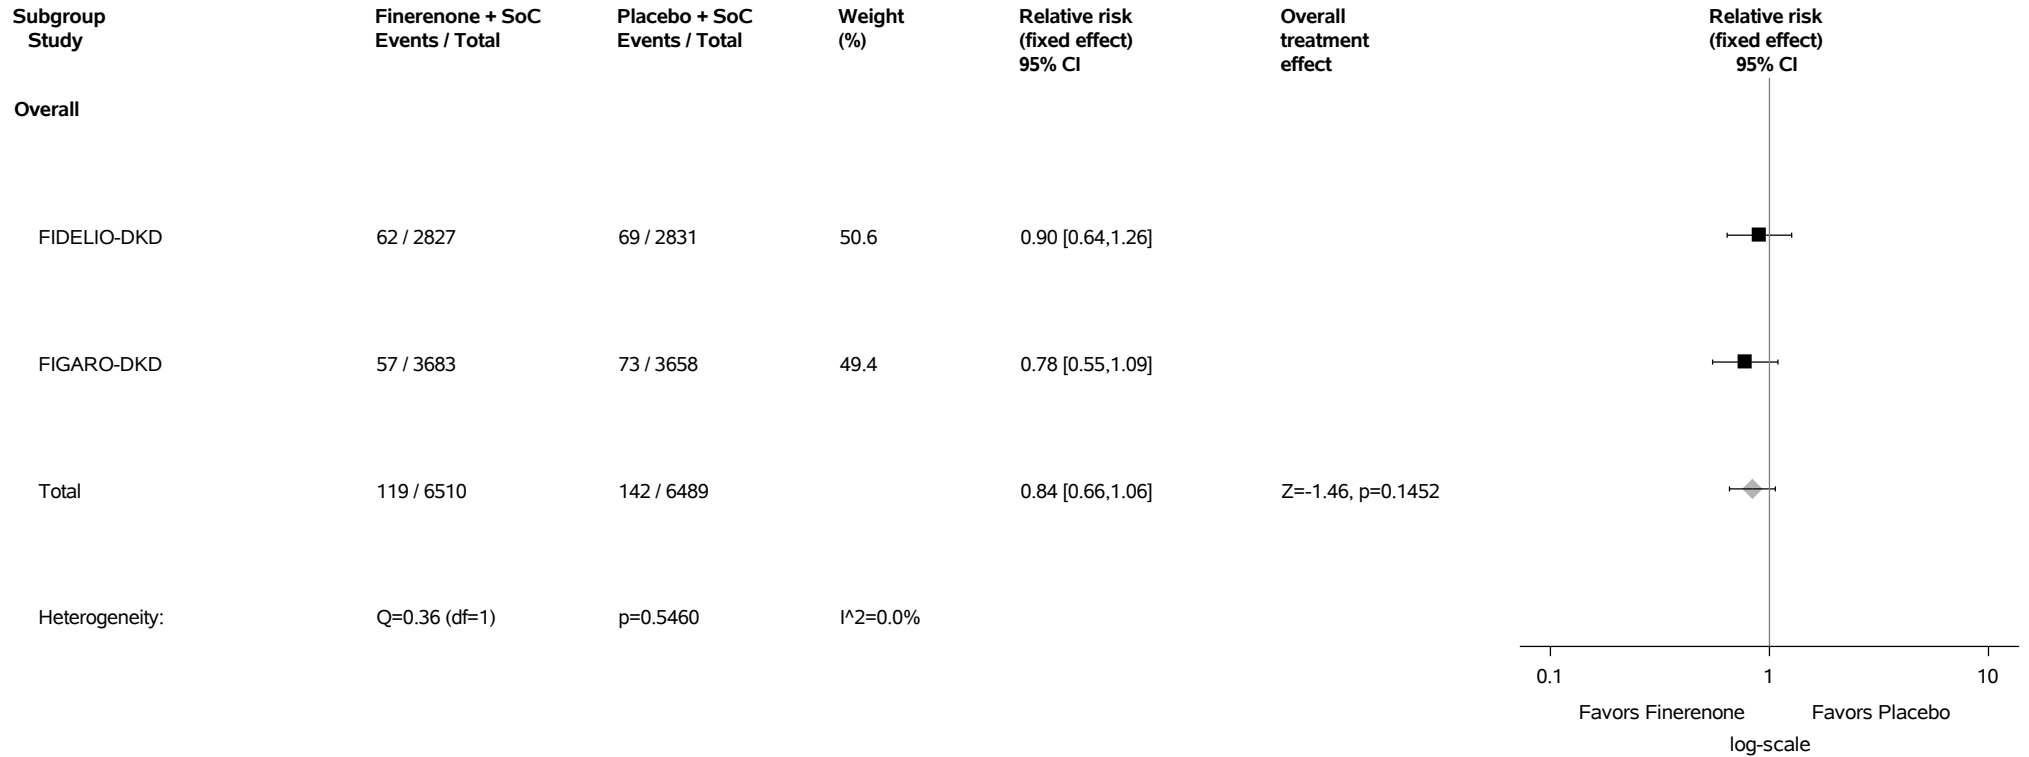 Subgroup Finerenone + SoC Placebo + SoC Weight Relative risk Overall Relative risk
Study Events / Total Events / Total (%) (fixed effect) treatment (fixed effect)
95% CI effect 95% CI
Overall
FIDELIO-DKD 62 / 2827 69 / 2831 50.6 0.90 [0.64,1.26]
FIGARO-DKD 57 / 3683 73 / 3658 49.4 0.78 [0.55,1.09]
Total 119 / 6510 142 / 6489 0.84 [0.66,1.06] Z=-1.46, p=0.1452
Heterogeneity: Q=0.36 (df=1) p=0.5460 I^2=0.0%
0.1 1 10
Favors Finerenone Favors Placebo
log-scale